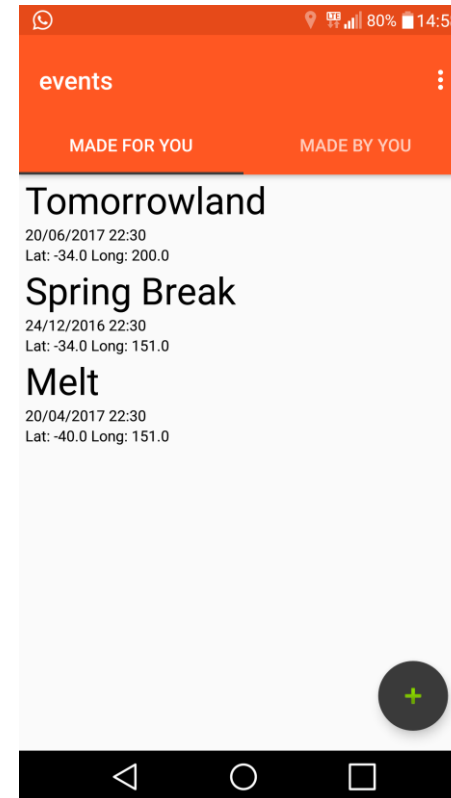 LTE 80% 14:5
events
MADE FOR YOU MADE BY YOU
Tomorrowland
20/06/2017 22:30
Lat: -34.0 Long: 200.0
Spring Break
24/12/2016 22:30
Lat: -34.0 Long: 151.0
Melt
20/04/2017 22:30
Lat: -40.0 Long: 151.0
+